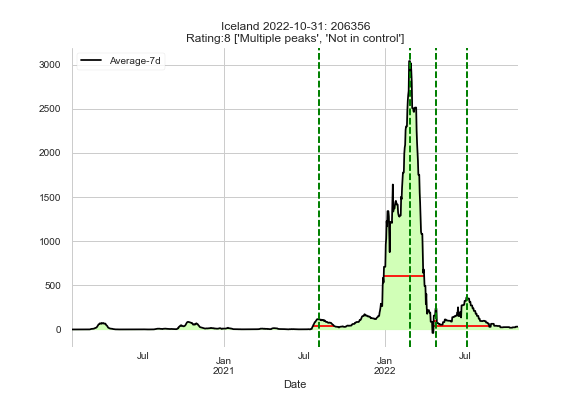 Iceland 2022-10-31: 206356
Rating:8 ['Multiple peaks', 'Not in control']
Average-7d
3000
2500
2000
1500
1000
500
0
Jul
Jan
2021
Jul
Jan
2022
Jul
Date